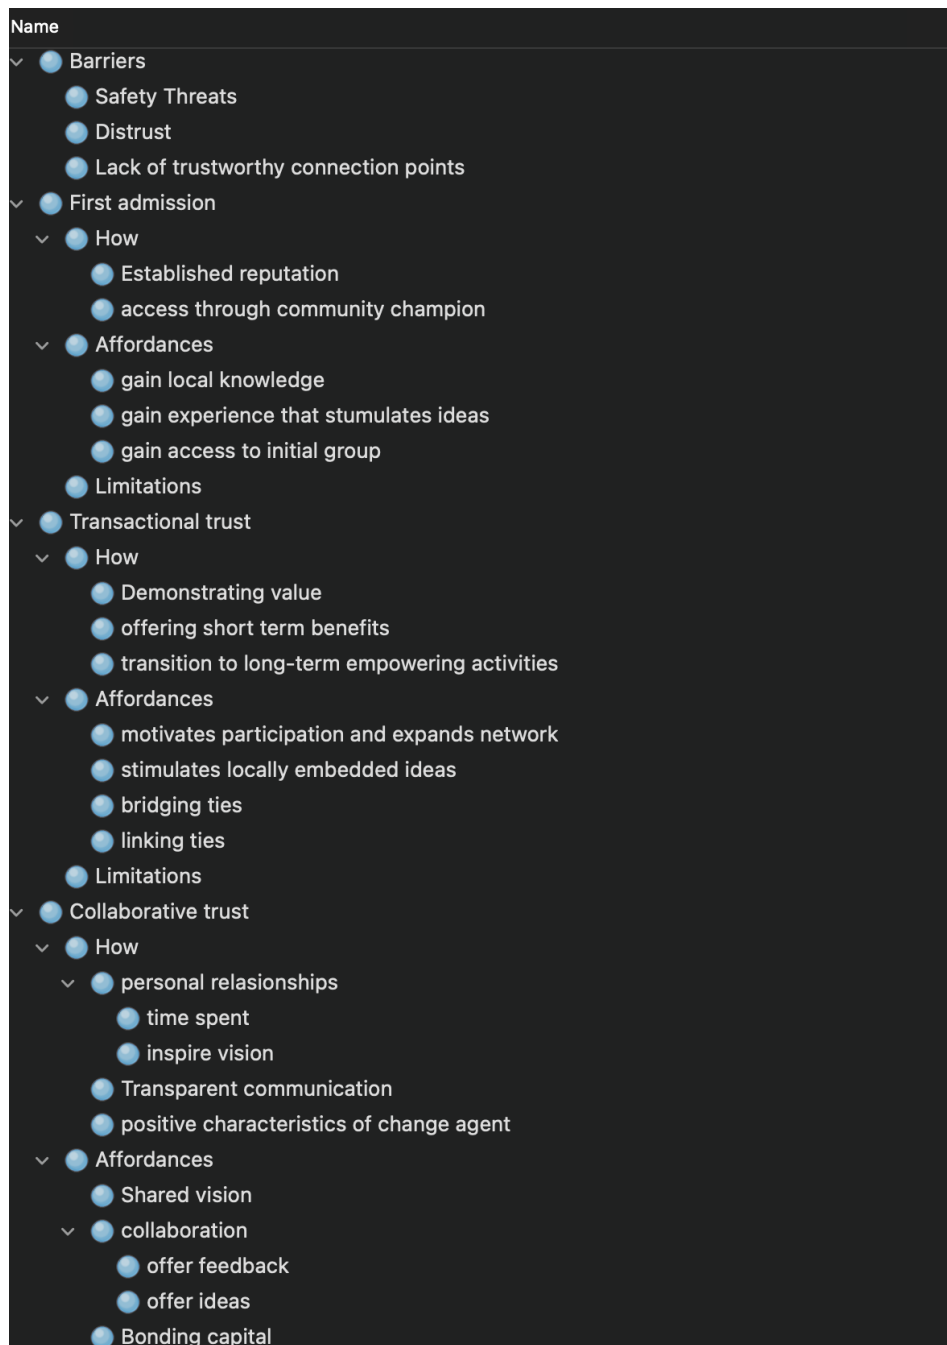 Name
Barriers
Safety Threats
Distrust
Lack of trustworthy connection points
First admission
How
Established reputation
access through community champion
Affordances
gain local knowledge
gain experience that stumulates ideas
gain access to initial group
Limitations
Transactional trust
How
Demonstrating value
offering short term benefits
transition to long-term empowering activities
Affordances
motivates participation and expands network
stimulates locally embedded ideas
bridging ties
linking ties
Limitations
Collaborative trust
How
personal relasionships
time spent
inspire vision
Transparent communication
positive characteristics of change agent
Affordances
Shared vision
collaboration
offer feedback
offer ideas
Bonding capital